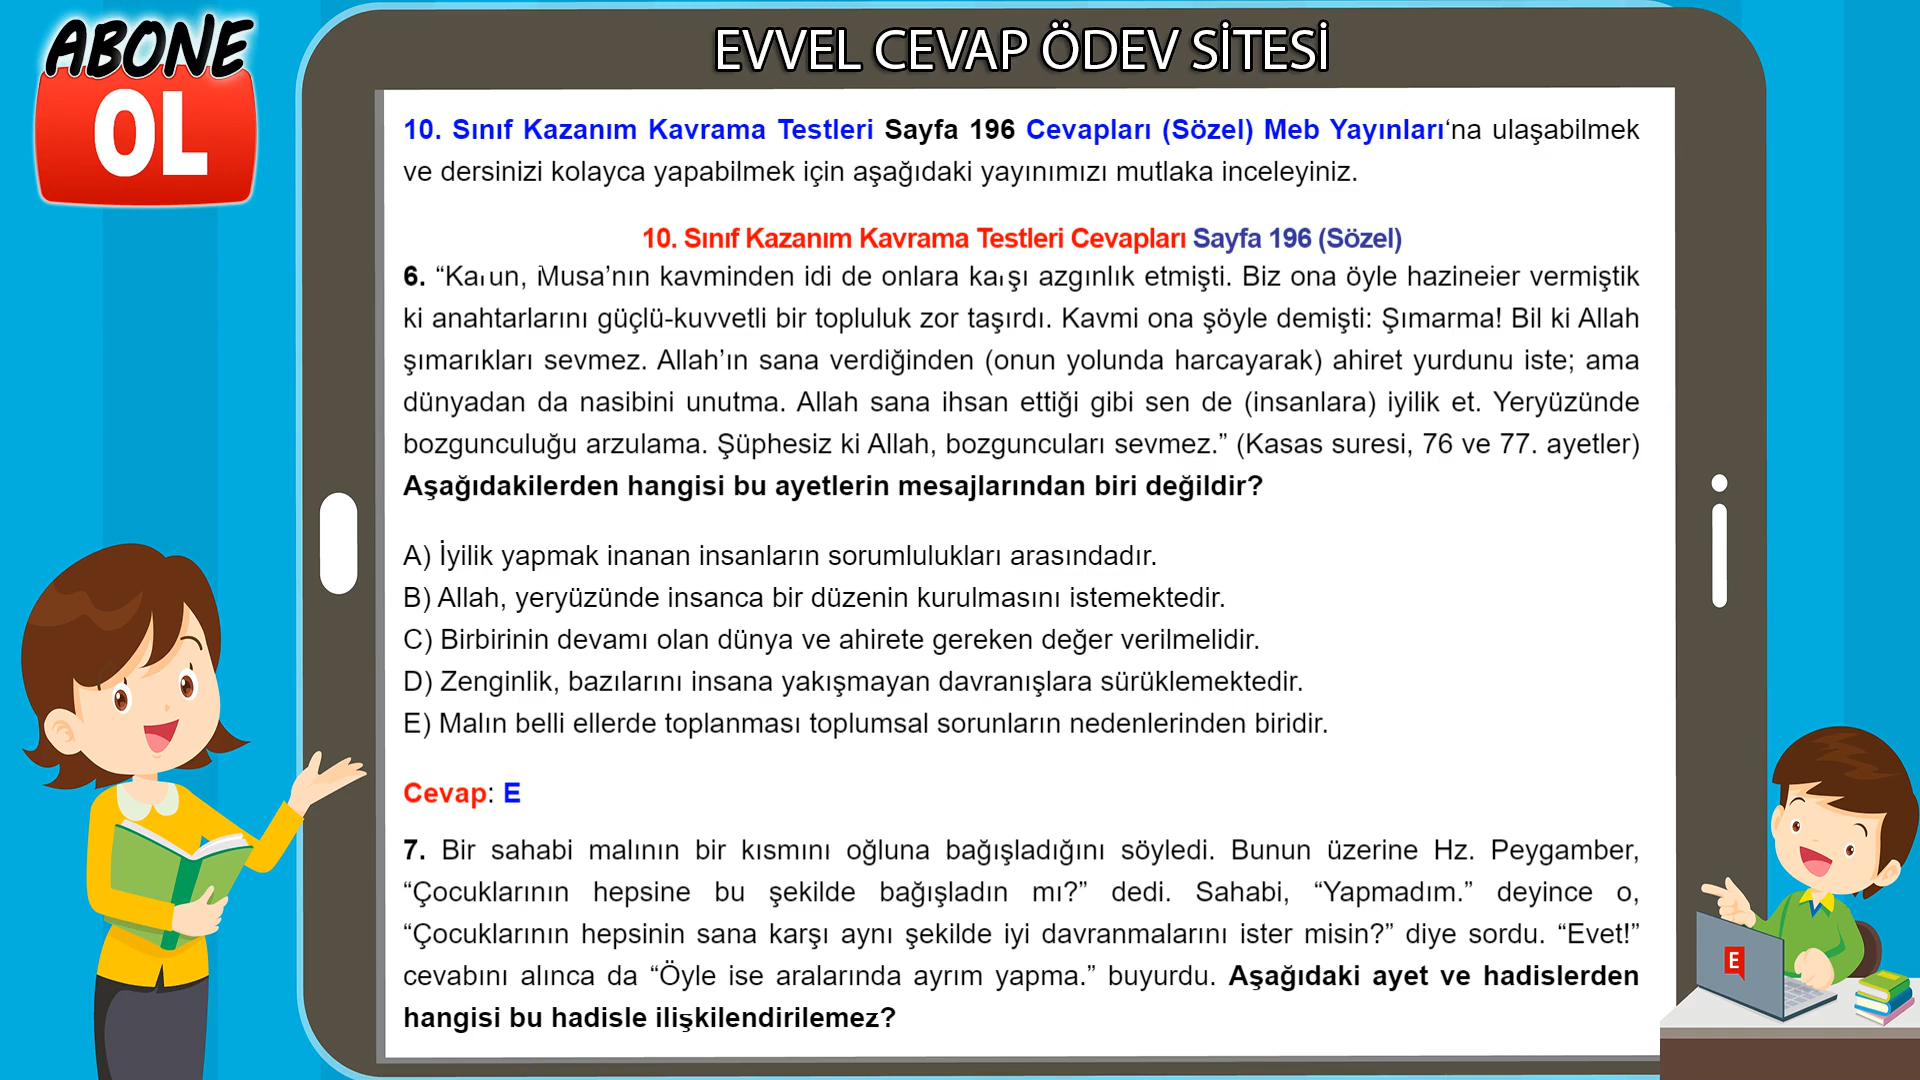 ABONE
OL
EVVEL CEVAP ÖDEV SİTESİ
10. Sınıf Kazanım Kavrama Testleri Sayfa 196 Cevapları (Sözel) Meb Yayınları‘na ulaşabilmek
ve dersinizi kolayca yapabilmek için aşağıdaki yayınımızı mutlaka inceleyiniz.
10. Sınıf Kazanım Kavrama Testleri Cevapları Sayfa 196 (Sözel)
6. “Karun, Musa’nın kavminden idi de onlara karşı azgınlık etmişti. Biz ona öyle hazineler vermiştik
ki anahtarlarını güçlü-kuvvetli bir topluluk zor taşırdı. Kavmi ona şöyle demişti: Şımarma! Bil ki Allah
şımarıkları sevmez. Allah’ın sana verdiğinden (onun yolunda harcayarak) ahiret yurdunu iste; ama
dünyadan da nasibini unutma. Allah sana ihsan ettiği gibi sen de (insanlara) iyilik et. Yeryüzünde
bozgunculuğu arzulama. Şüphesiz ki Allah, bozguncuları sevmez.” (Kasas suresi, 76 ve 77. ayetler)
Aşağıdakilerden hangisi bu ayetlerin mesajlarından biri değildir?
A) İyilik yapmak inanan insanların sorumlulukları arasındadır.
B) Allah, yeryüzünde insanca bir düzenin kurulmasını istemektedir.
C) Birbirinin devamı olan dünya ve ahirete gereken değer verilmelidir.
D) Zenginlik, bazılarını insana yakışmayan davranışlara sürüklemektedir.
E) Malın belli ellerde toplanması toplumsal sorunların nedenlerinden biridir.
Cevap: E
7. Bir sahabi malının bir kısmını oğluna bağışladığını söyledi. Bunun üzerine Hz. Peygamber,
“Çocuklarının hepsine bu şekilde bağışladın mı?” dedi. Sahabi, “Yapmadım.” deyince o,
“Çocuklarının hepsinin sana karşı aynı şekilde iyi davranmalarını ister misin?” diye sordu. “Evet!”
cevabını alınca da “Öyle ise aralarında ayrım yapma.” buyurdu. Aşağıdaki ayet ve hadislerden
hangisi bu hadisle ilişkilendirilemez?
E